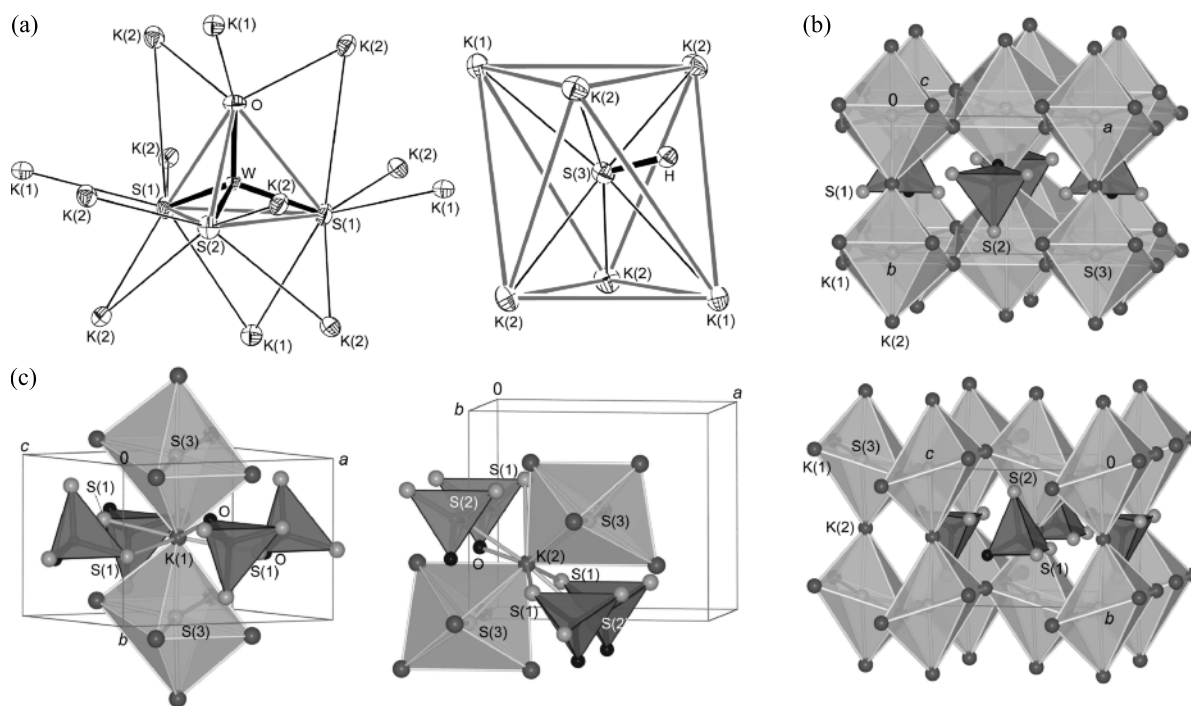 (a)
K(2)
K(1)
K(2)
O
K(2)
W
K(2)
K(2)
K(1)
S(1)
K(2)
S(2)
S(1)
K(1)
K(2)
K(1)
K(2)
K(1)
K(2)
K(2)
S(3)
H
K(2)
K(2)
K(1)
(b)
c
0
a
S(1)
S(2)
K(1)
b
S(3)
K(2)
(c)
c
0
S(3)
a
S(1)
O
K(1)
S(1)
S(1)
O
S(3)
b
0
b
a
S(1)
S(2)
S(3)
O
K(2)
S(1)
S(1)
S(3)
S(2)
S(3)
K(1)
c
0
S(2)
K(2)
S(1)
b